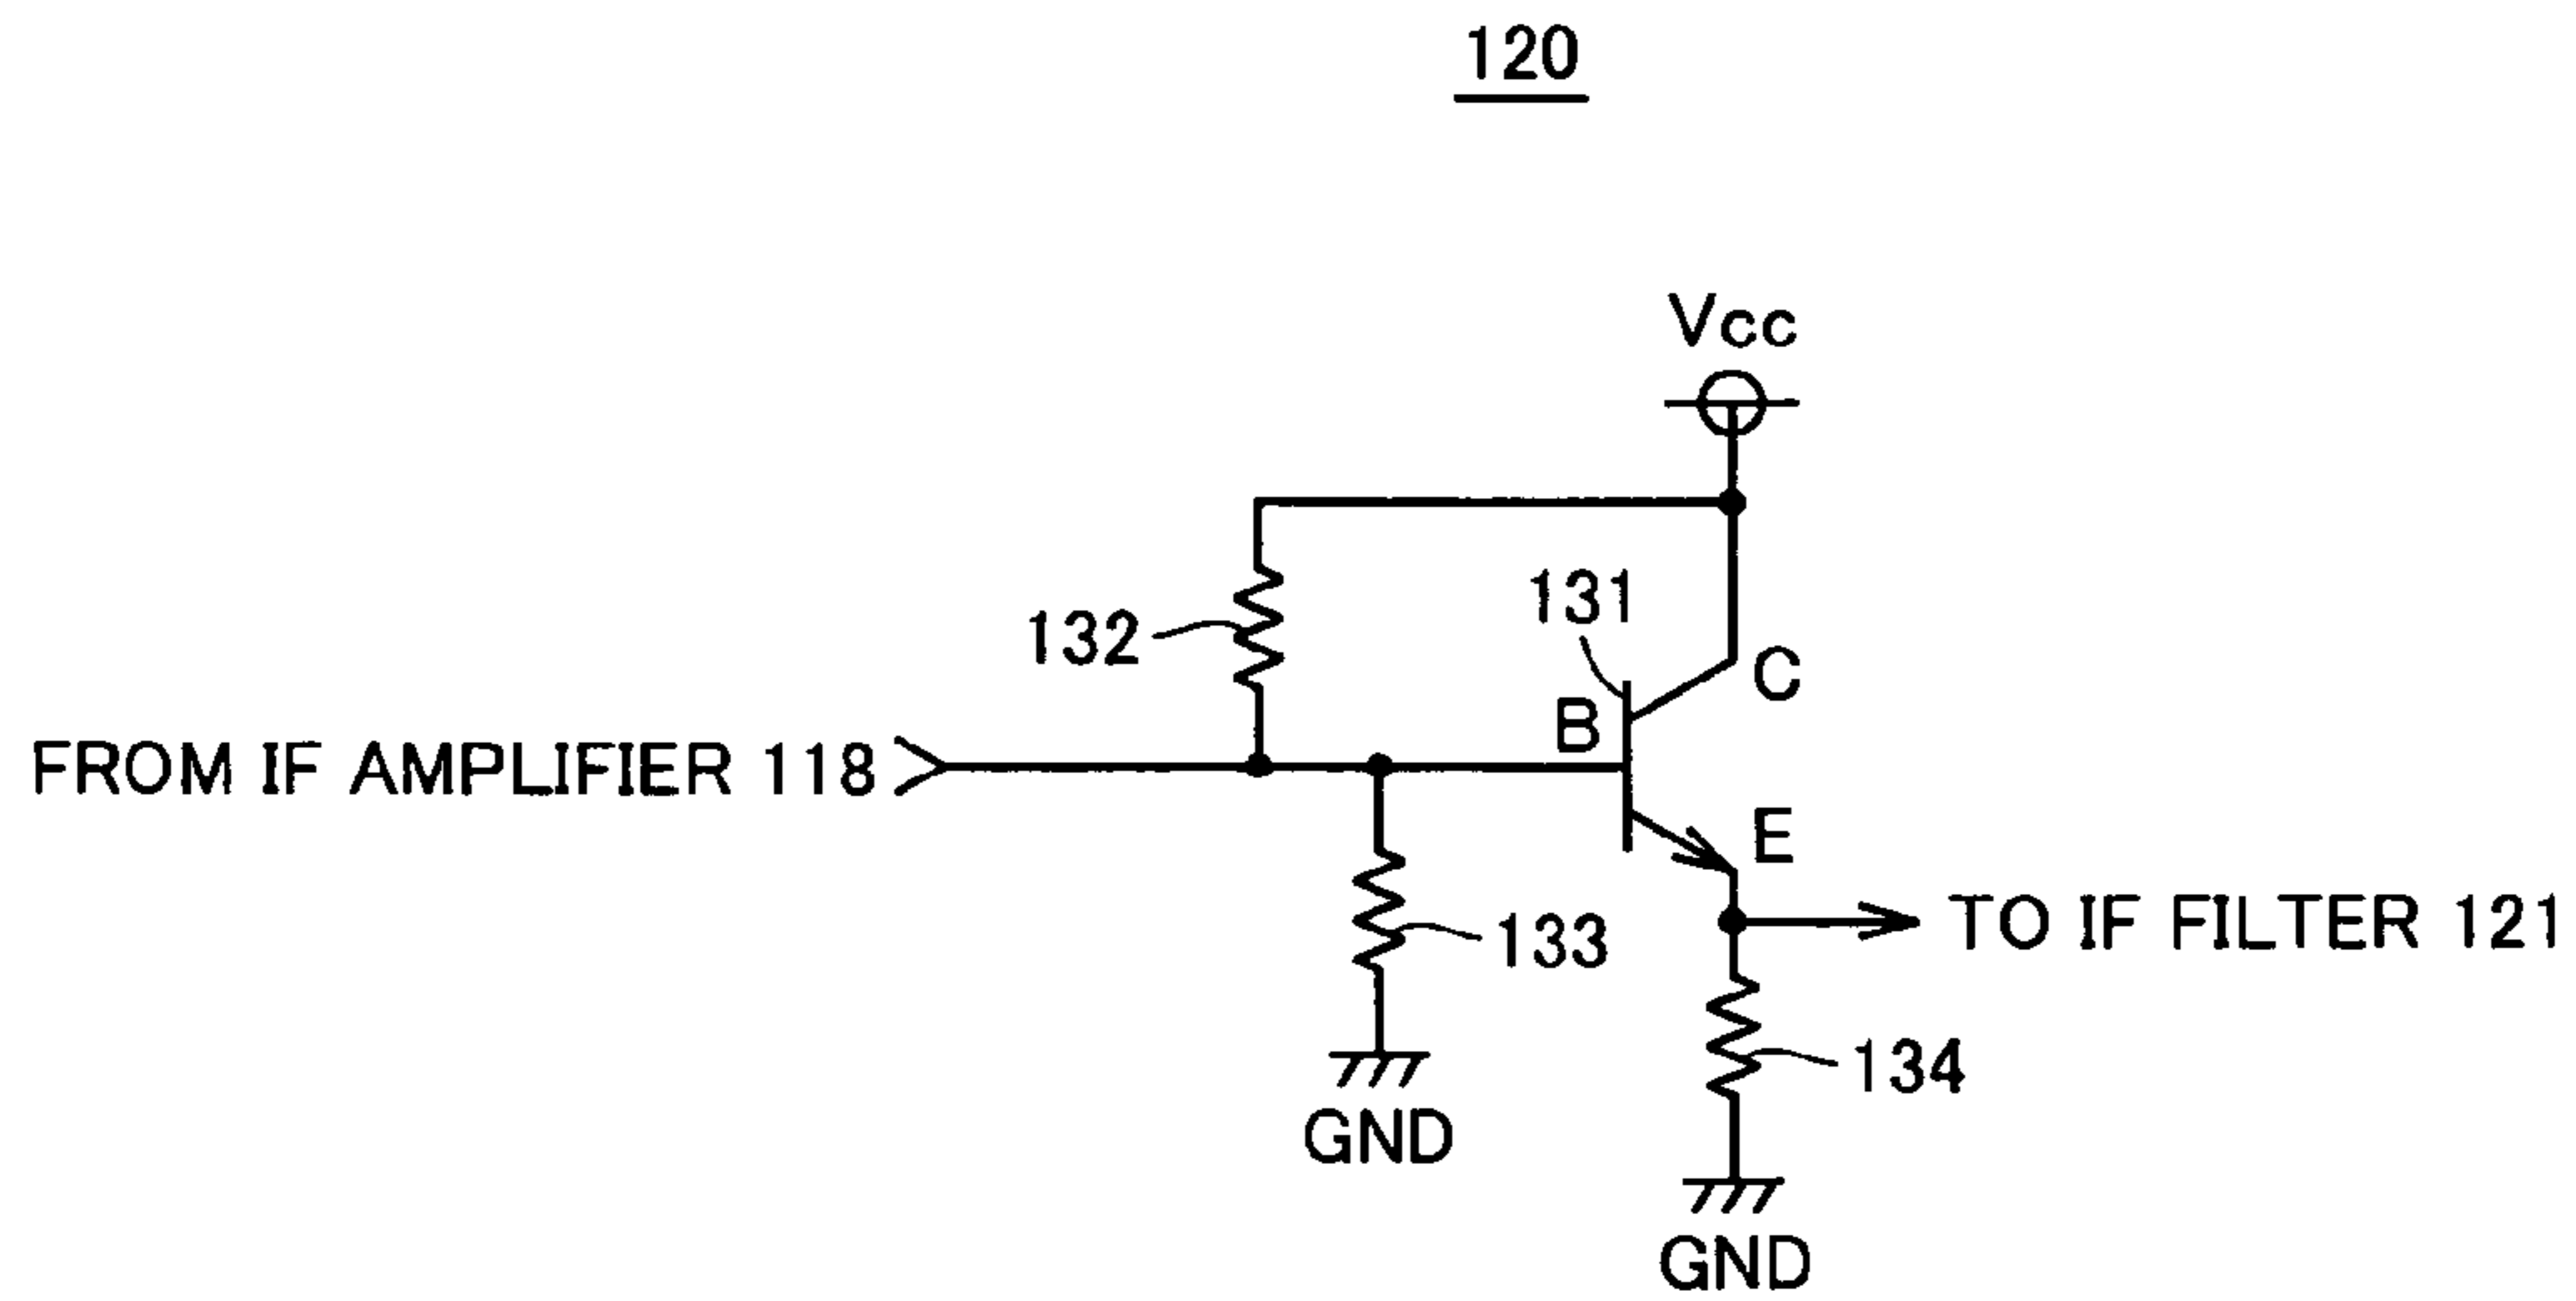 120
Vcc
132
131
C
B
FROM IF AMPLIFIER 118
E
TO IF FILTER 121
133
134
GND
GND